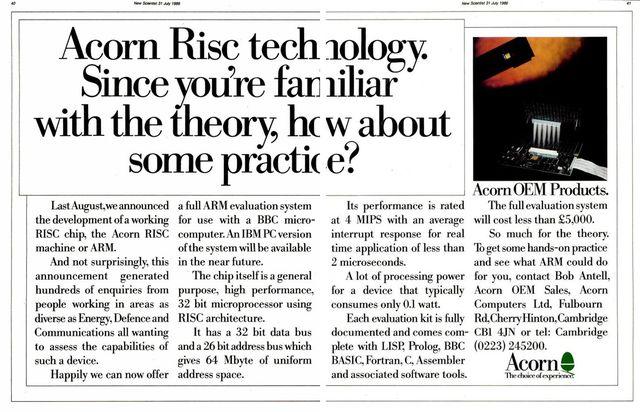 40
New Scientist 31 July 1986
New Scientist 31 July 1986
41
Acorn Risc technology.
Since you're familiar
with the theory, how about
some practice?
Last August, we announced
the development of a working
RISC chip, the Acorn RISC
machine or ARM.
And not surprisingly, this
announcement generated
hundreds of enquiries from
people working in areas as
diverse as Energy, Defence and
Communications all wanting
to assess the capabilities of
such a device.
Happily we can now offer
a full ARM evaluation system
for use with a BBC micro-
computer. An IBM PC version
of the system will be available
in the near future.
The chip itself is a general
purpose, high performance,
32 bit microprocessor using
RISC architecture.
It has a 32 bit data bus
and a 26 bit address bus which
gives 64 Mbyte of uniform
address space.
Its performance is rated
at 4 MIPS with an average
interrupt response for real
time application of less than
2 microseconds.
A lot of processing power
for a device that typically
consumes only 0.1 watt.
Each evaluation kit is fully
documented and comes com-
plete with LISP, Prolog, BBC
BASIC, Fortran, C, Assembler
and associated software tools.
Acorn OEM Products.
The full evaluation system
will cost less than £5,000.
So much for the theory.
To get some hands-on practice
and see what ARM could do
for you, contact Bob Antell,
Acorn OEM Sales, Acorn
Computers Ltd, Fulbourn
Rd, Cherry Hinton, Cambridge
CB1 4JN or tel: Cambridge
(0223) 245200.
Acorn
The choice of experience.